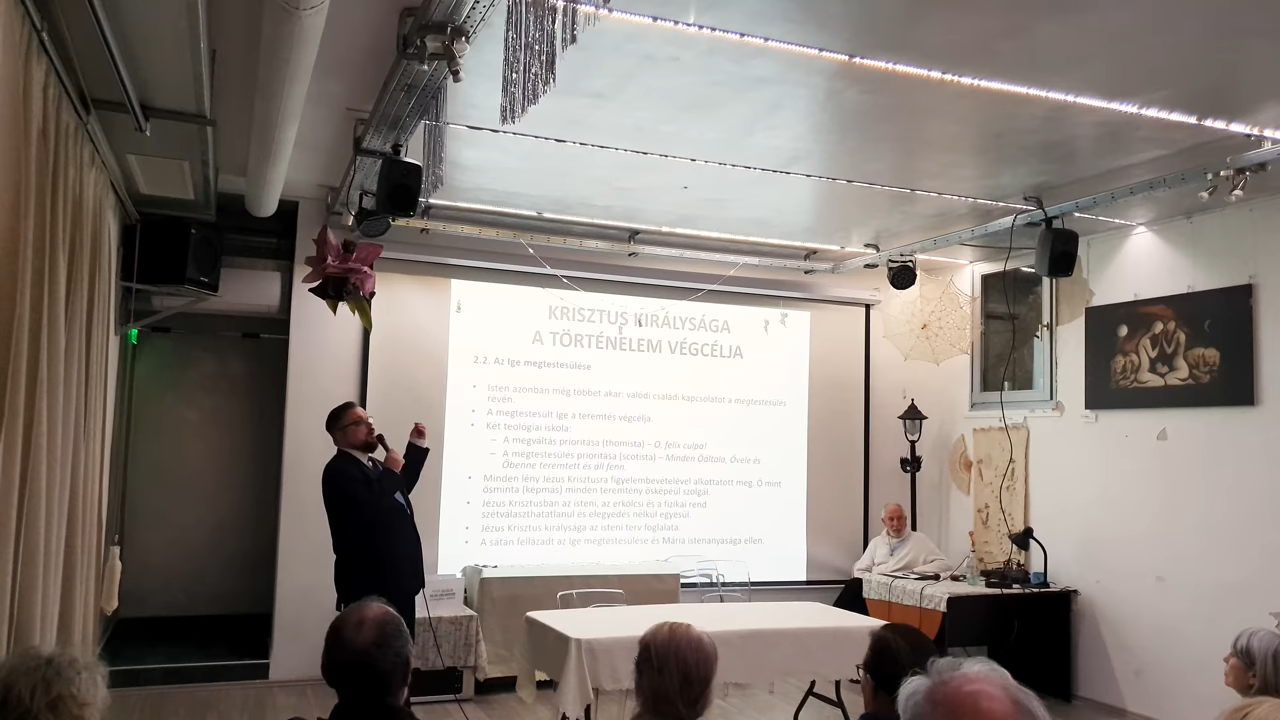 KRISZTUS KIRÁLYSÁGA
A TÖRTÉNELEM VÉGCÉLJA
2.2. Az Ige megtestesülése
• Isten azonban még többet akar: valódi családi kapcsolatot a megtestesülés
révén.
• A megtestesült Ige a teremtés végcélja.
• Két teológiai iskola:
– A megváltás prioritása (thomista) – O, felix culpa!
– A megtestesülés prioritása (scotista) – Minden Őáltala, Ővele és
Őbenne teremtett és áll fenn.
• Minden lény Jézus Krisztusra figyelembevételével alkottatott meg. Ő mint
ősminta (képmás) minden teremtény ősképeül szolgál.
• Jézus Krisztusban az isteni, az erkölcsi és a fizikai rend
szétválaszthatatlanul és elegyedés nélkül egyesül.
• Jézus Krisztus királysága az isteni terv foglalata.
• A sátán fellázadt az Ige megtestesülése és Mária istenanyasága ellen.